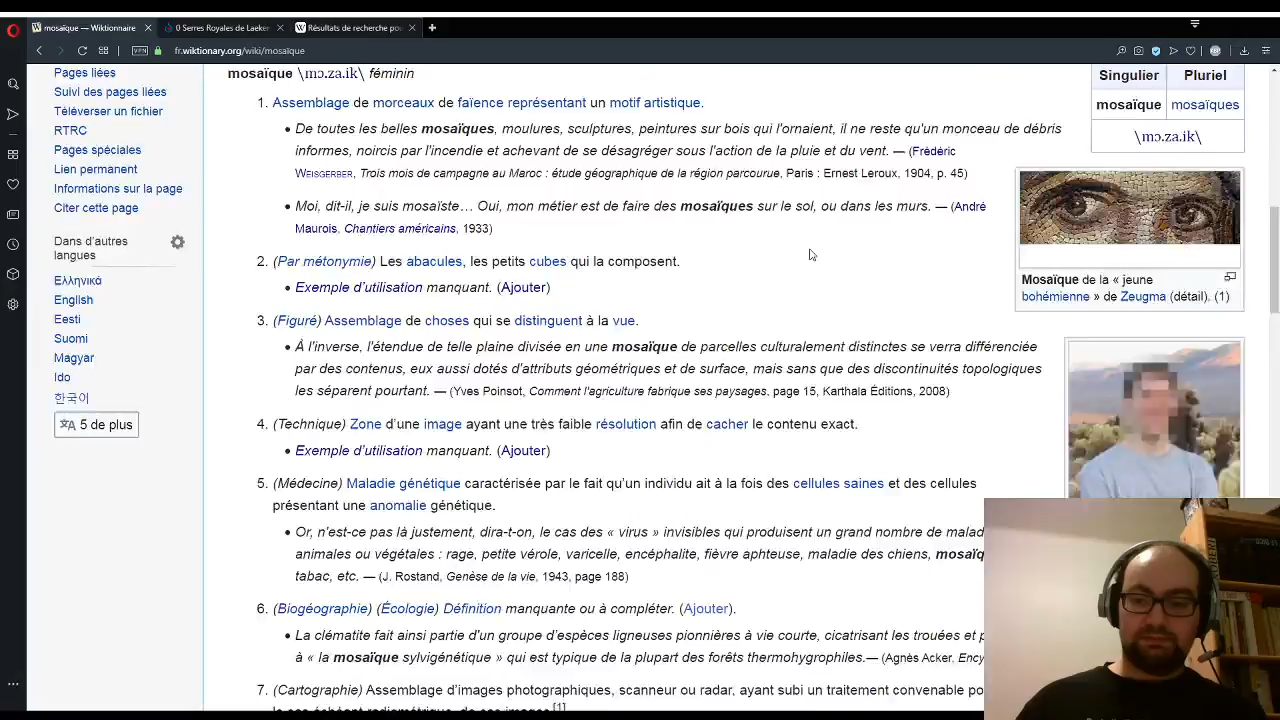 mosaïque — Wiktionnaire
0 Serres Royales de Laeken
Résultats de recherche po
VPN
fr.wiktionary.org/wiki/mosaïque
Pages liées
Suivi des pages liées
Téléverser un fichier
RTRC
Pages spéciales
Lien permanent
Informations sur la page
Citer cette page
Dans d'autres
langues
Ελληνικά
English
Eesti
Suomi
Magyar
Ido
한국어
5 de plus
mosaïque \mɔ.za.ik\ féminin
1. Assemblage de morceaux de faïence représentant un motif artistique.
• De toutes les belles mosaïques, moulures, sculptures, peintures sur bois qui l'ornaient, il ne reste qu'un monceau de débris
informes, noircis par l'incendie et achevant de se désagréger sous l'action de la pluie et du vent. — (Frédéric
Weisgerber, Trois mois de campagne au Maroc : étude géographique de la région parcourue, Paris : Ernest Leroux, 1904, p. 45)
• Moi, dit-il, je suis mosaïste… Oui, mon métier est de faire des mosaïques sur le sol, ou dans les murs. — (André
Maurois, Chantiers américains, 1933)
2. (Par métonymie) Les abacules, les petits cubes qui la composent.
• Exemple d'utilisation manquant. (Ajouter)
3. (Figuré) Assemblage de choses qui se distinguent à la vue.
• À l'inverse, l'étendue de telle plaine divisée en une mosaïque de parcelles culturalement distinctes se verra différenciée
par des contenus, eux aussi dotés d'attributs géométriques et de surface, mais sans que des discontinuités topologiques
les séparent pourtant. — (Yves Poinsot, Comment l'agriculture fabrique ses paysages, page 15, Karthala Éditions, 2008)
4. (Technique) Zone d'une image ayant une très faible résolution afin de cacher le contenu exact.
• Exemple d'utilisation manquant. (Ajouter)
5. (Médecine) Maladie génétique caractérisée par le fait qu'un individu ait à la fois des cellules saines et des cellules
présentant une anomalie génétique.
• Or, n'est-ce pas là justement, dira-t-on, le cas des « virus » invisibles qui produisent un grand nombre de malad
animales ou végétales : rage, petite vérole, varicelle, encéphalite, fièvre aphteuse, maladie des chiens, mosaïq
tabac, etc. — (J. Rostand, Genèse de la vie, 1943, page 188)
6. (Biogéographie) (Écologie) Définition manquante ou à compléter. (Ajouter).
• La clématite fait ainsi partie d'un groupe d'espèces ligneuses pionnières à vie courte, cicatrisant les trouées et p
à « la mosaïque sylvigénétique » qui est typique de la plupart des forêts thermohygrophiles.— (Agnès Acker, Ency
7. (Cartographie) Assemblage d'images photographiques, scanneur ou radar, ayant subi un traitement convenable po
le cas échéant radiométrique, de ces images.[1]
Singulier Pluriel
mosaïque mosaïques
\mɔ.za.ik\
Mosaïque de la « jeune
bohémienne » de Zeugma (détail). (1)